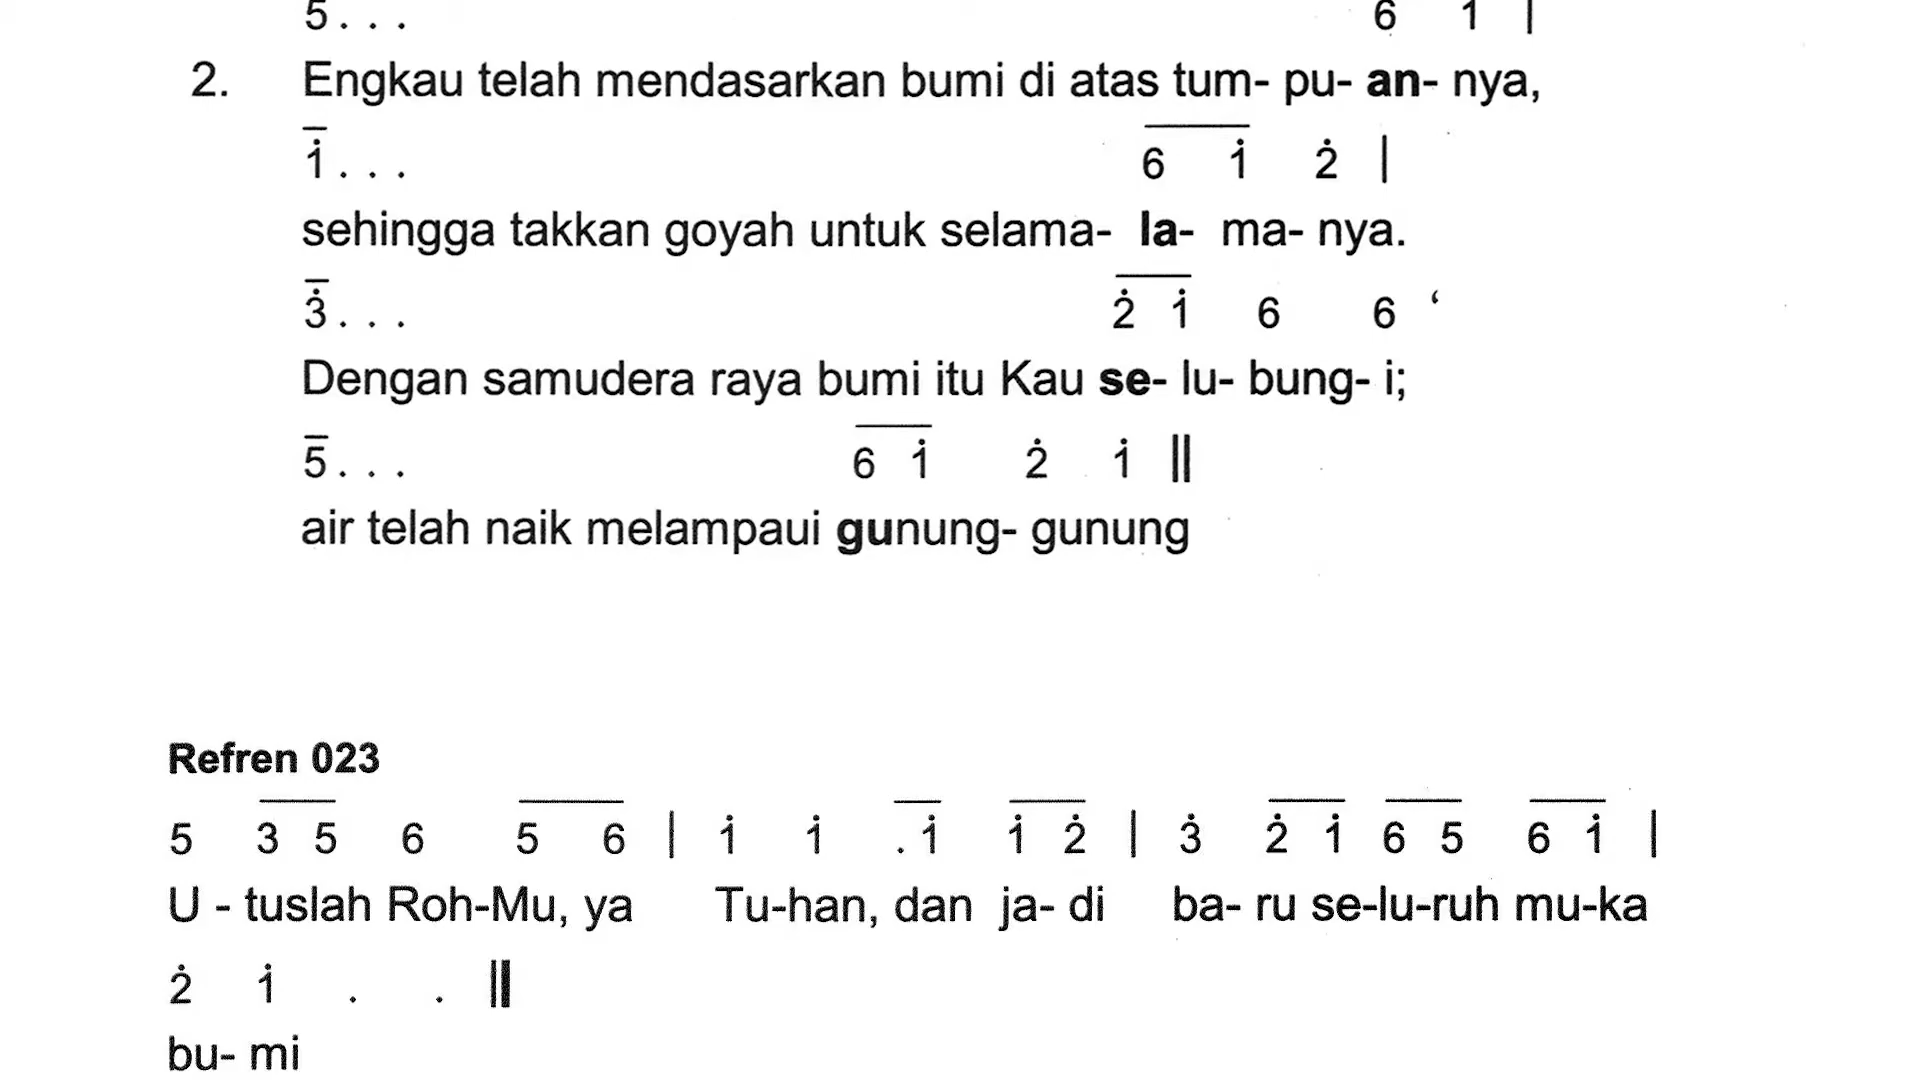 5 . . . 6̣ 1 |
2. Engkau telah mendasarkan bumi di atas tum- pu- an- nya,
1̇ . . . 6 1̇ 2̇ |
sehingga takkan goyah untuk selama- la- ma- nya.
3̇ . . . 2̇ 1̇ 6 6 ‘
Dengan samudera raya bumi itu Kau se- lu- bung- i;
5 . . . 6 1̇ 2̇ 1̇ ||
air telah naik melampaui gunung- gunung
Refren 023
5 3 5 6 5 6 | 1̇ 1̇ . 1̇ 1̇ 2̇ | 3̇ 2̇ 1̇ 6 5 6 1̇ |
U - tuslah Roh-Mu, ya Tu-han, dan ja- di ba- ru se-lu-ruh mu-ka
2̇ 1̇ . . ||
bu- mi